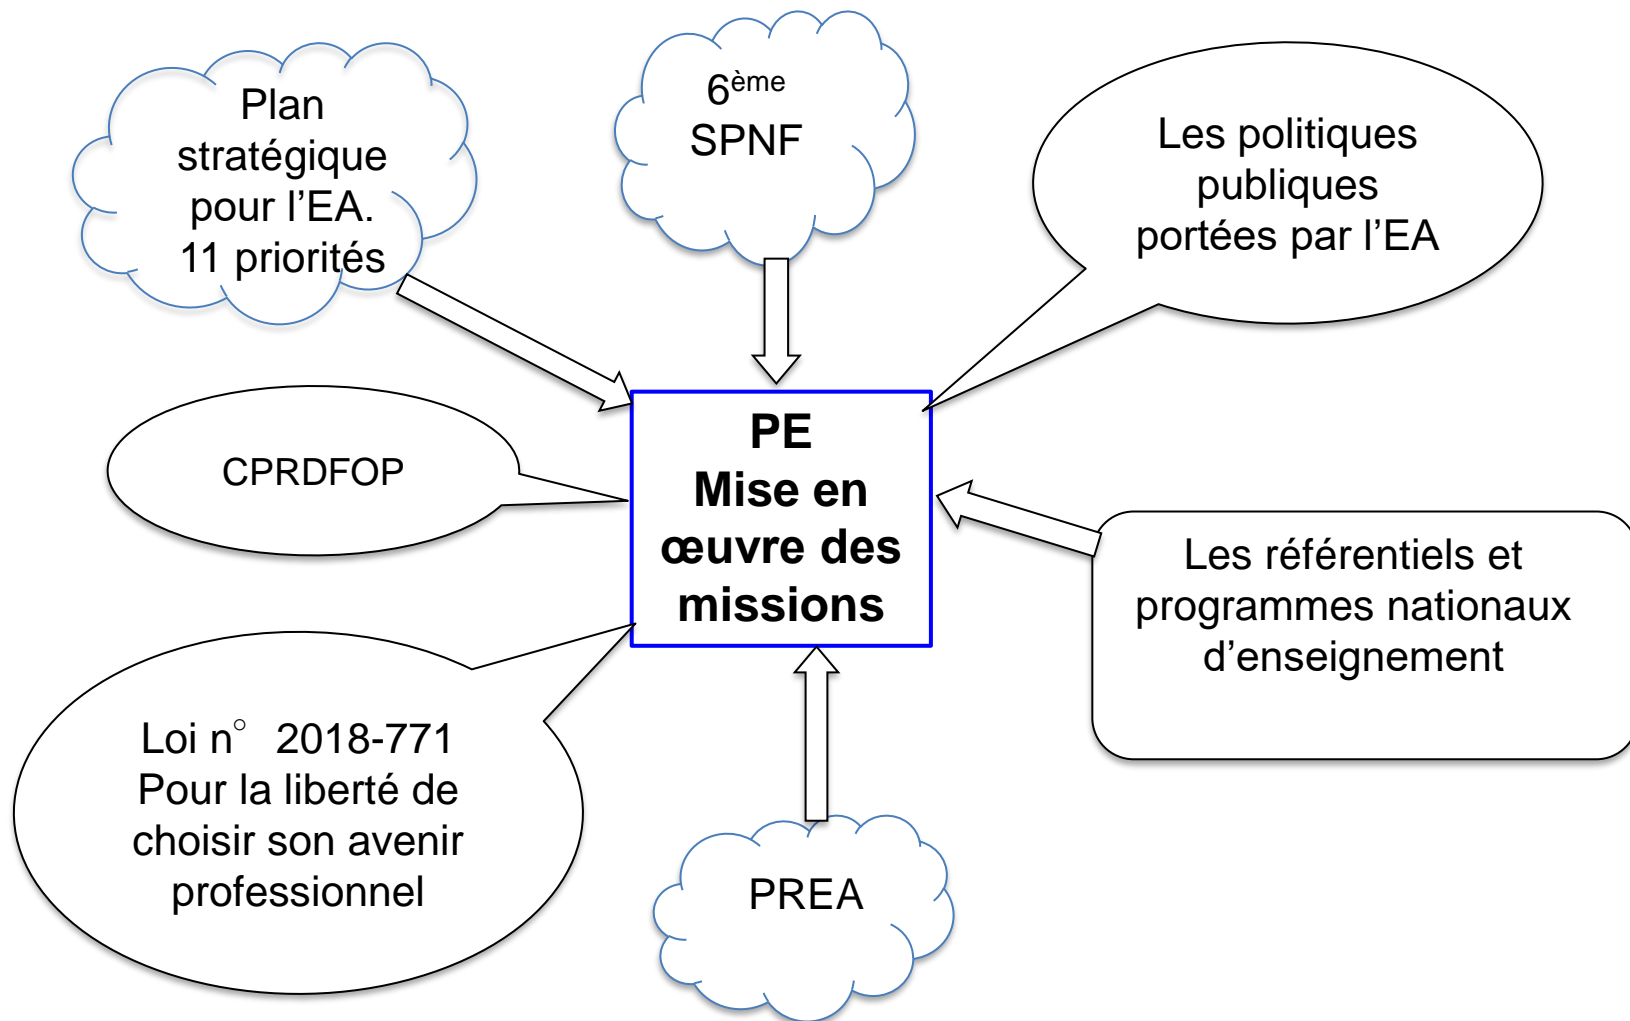 Plan
stratégique
pour l’EA.
11 priorités
6ème
SPNF
Les politiques
publiques
portées par l’EA
CPRDFOP
PE
Mise en
œuvre des
missions
Les référentiels et
programmes nationaux
d’enseignement
Loi n° 2018-771
Pour la liberté de
choisir son avenir
professionnel
PREA